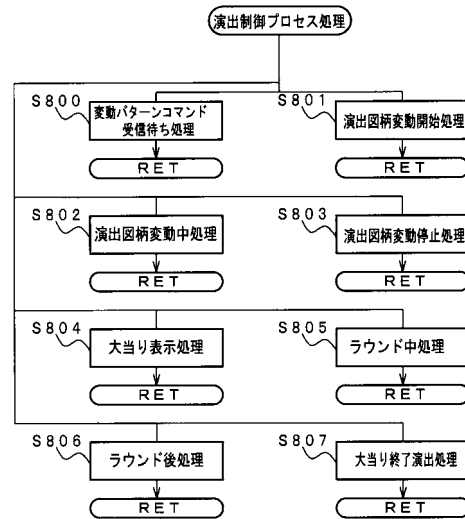 演出制御プロセス処理
S800
変動パターンコマンド
受信待ち処理
RET
S801
演出図柄変動開始処理
RET
S802
演出図柄変動中処理
RET
S803
演出図柄変動停止処理
RET
S804
大当り表示処理
RET
S805
ラウンド中処理
RET
S806
ラウンド後処理
RET
S807
大当り終了演出処理
RET